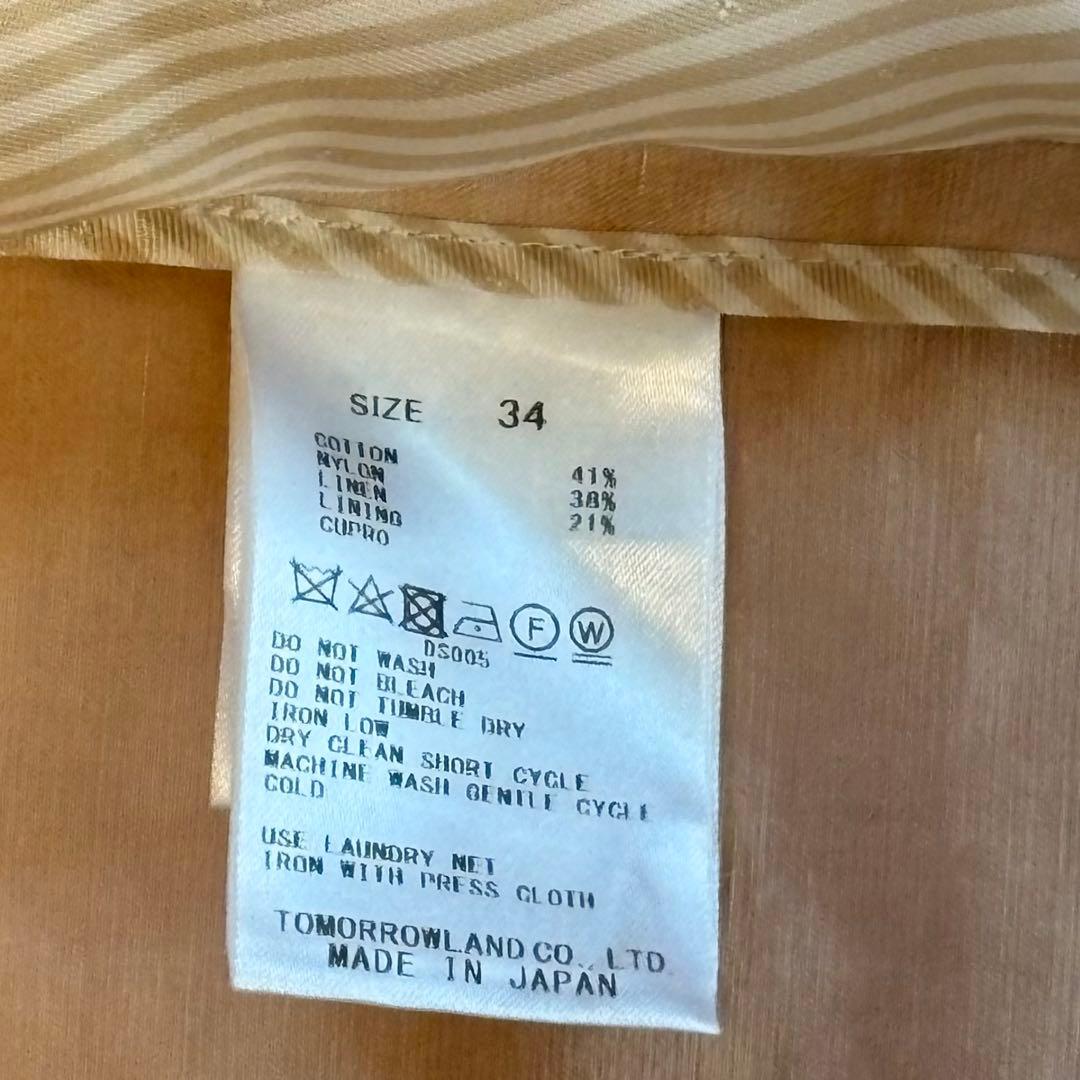 SIZE 34
COTTON 41%
NYLON 38%
LINEN 21%
LINING
CUPRO
F W
DS005
DO NOT WASH
DO NOT BLEACH
DO NOT TUMBLE DRY
IRON LOW
DRY CLEAN SHORT CYCLE
MACHINE WASH GENTLE CYCLE
COLD
USE LAUNDRY NET
IRON WITH PRESS CLOTH
TOMORROWLAND CO., LTD.
MADE IN JAPAN